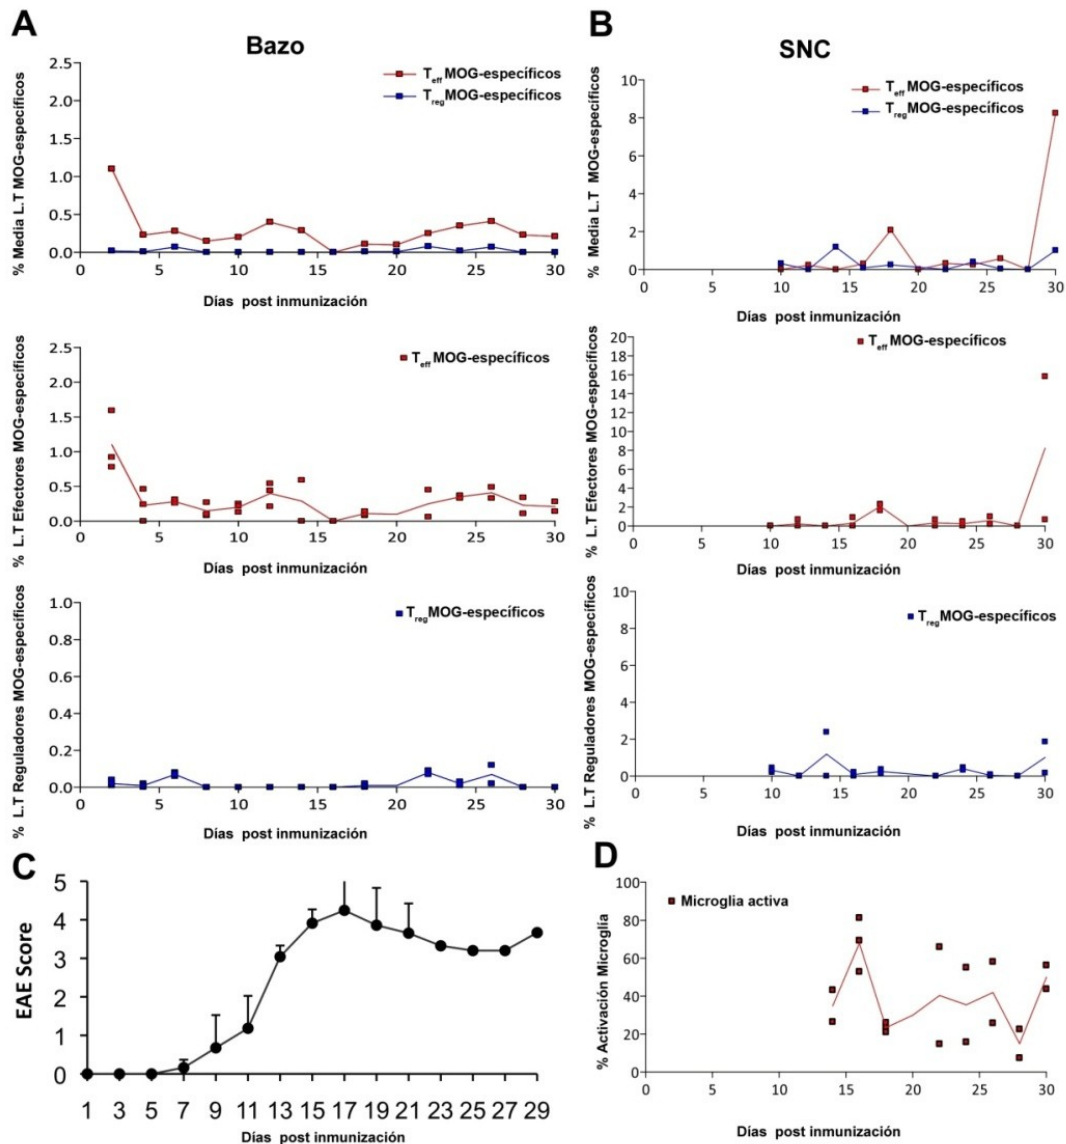 A
Bazo
% Media L.T MOG-específicos
2.5
2.0
1.5
1.0
0.5
0.0
T_eff MOG-específicos
T_reg MOG-específicos
0 5 10 15 20 25 30
Días post inmunización
% L.T Efectores MOG-específicos
2.5
2.0
1.5
1.0
0.5
0.0
T_eff MOG-específicos
0 5 10 15 20 25 30
Días post inmunización
% L.T Reguladores MOG-específicos
1.0
0.8
0.6
0.4
0.2
0.0
T_reg MOG-específicos
0 5 10 15 20 25 30
Días post inmunización
B
SNC
% Media L.T MOG-específicos
10
8
6
4
2
0
T_eff MOG-específicos
T_reg MOG-específicos
0 5 10 15 20 25 30
Días post inmunización
% L.T Efectores MOG-específicos
20
18
16
14
12
10
8
6
4
2
0
T_eff MOG-específicos
0 5 10 15 20 25 30
Días post inmunización
% L.T Reguladores MOG-específicos
10
8
6
4
2
0
T_reg MOG-específicos
0 5 10 15 20 25 30
Días post inmunización
C
EAE Score
5
4
3
2
1
0
1 3 5 7 9 11 13 15 17 19 21 23 25 27 29
Días post inmunización
D
% Activación Microglia
100
80
60
40
20
0
Microglia activa
0 5 10 15 20 25 30
Días post inmunización